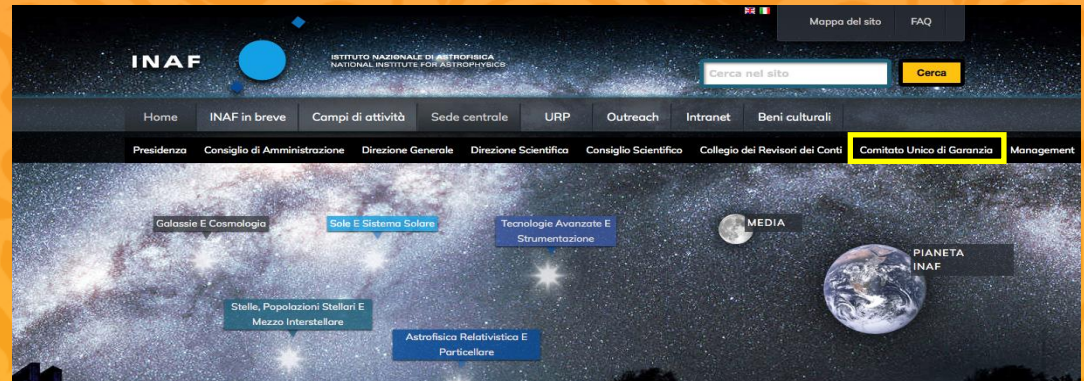 Mappa del sito FAQ
INAF
ISTITUTO NAZIONALE DI ASTROFISICA
NATIONAL INSTITUTE FOR ASTROPHYSICS
Cerca nel sito Cerca
Home INAF in breve Campi di attività Sede centrale URP Outreach Intranet Beni culturali
Presidenza Consiglio di Amministrazione Direzione Generale Direzione Scientifica Consiglio Scientifico Collegio dei Revisori dei Conti Comitato Unico di Garanzia Management
Galassie E Cosmologia
Sole E Sistema Solare
Tecnologie Avanzate E
Strumentazione
MEDIA
PIANETA
INAF
Stelle, Popolazioni Stellari E
Mezzo Interstellare
Astrofisica Relativistica E
Particellare